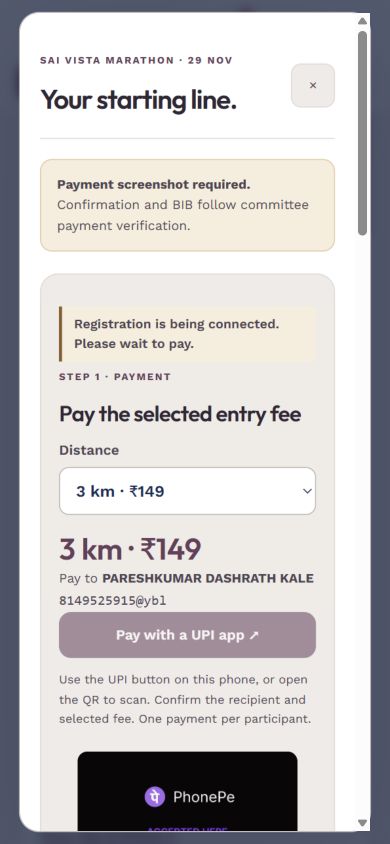 SAI VISTA MARATHON · 29 NOV
Your starting line.
×
Payment screenshot required.
Confirmation and BIB follow committee
payment verification.
Registration is being connected.
Please wait to pay.
STEP 1 · PAYMENT
Pay the selected entry fee
Distance
3 km · ₹149
3 km · ₹149
Pay to PARESHKUMAR DASHRATH KALE
8149525915@ybl
Pay with a UPI app ↗
Use the UPI button on this phone, or open
the QR to scan. Confirm the recipient and
selected fee. One payment per participant.
पे PhonePe
ACCEPTED HERE